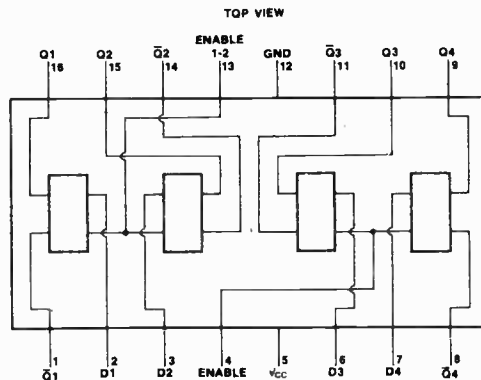 TOP VIEW
ENABLE
Q1 Q2 Q̅2 1-2 GND Q̅3 Q3 Q4
16 15 14 13 12 11 10 9
1 2 3 4 5 6 7 8
Q̅1 D1 D2 ENABLE VCC D3 D4 Q̅4